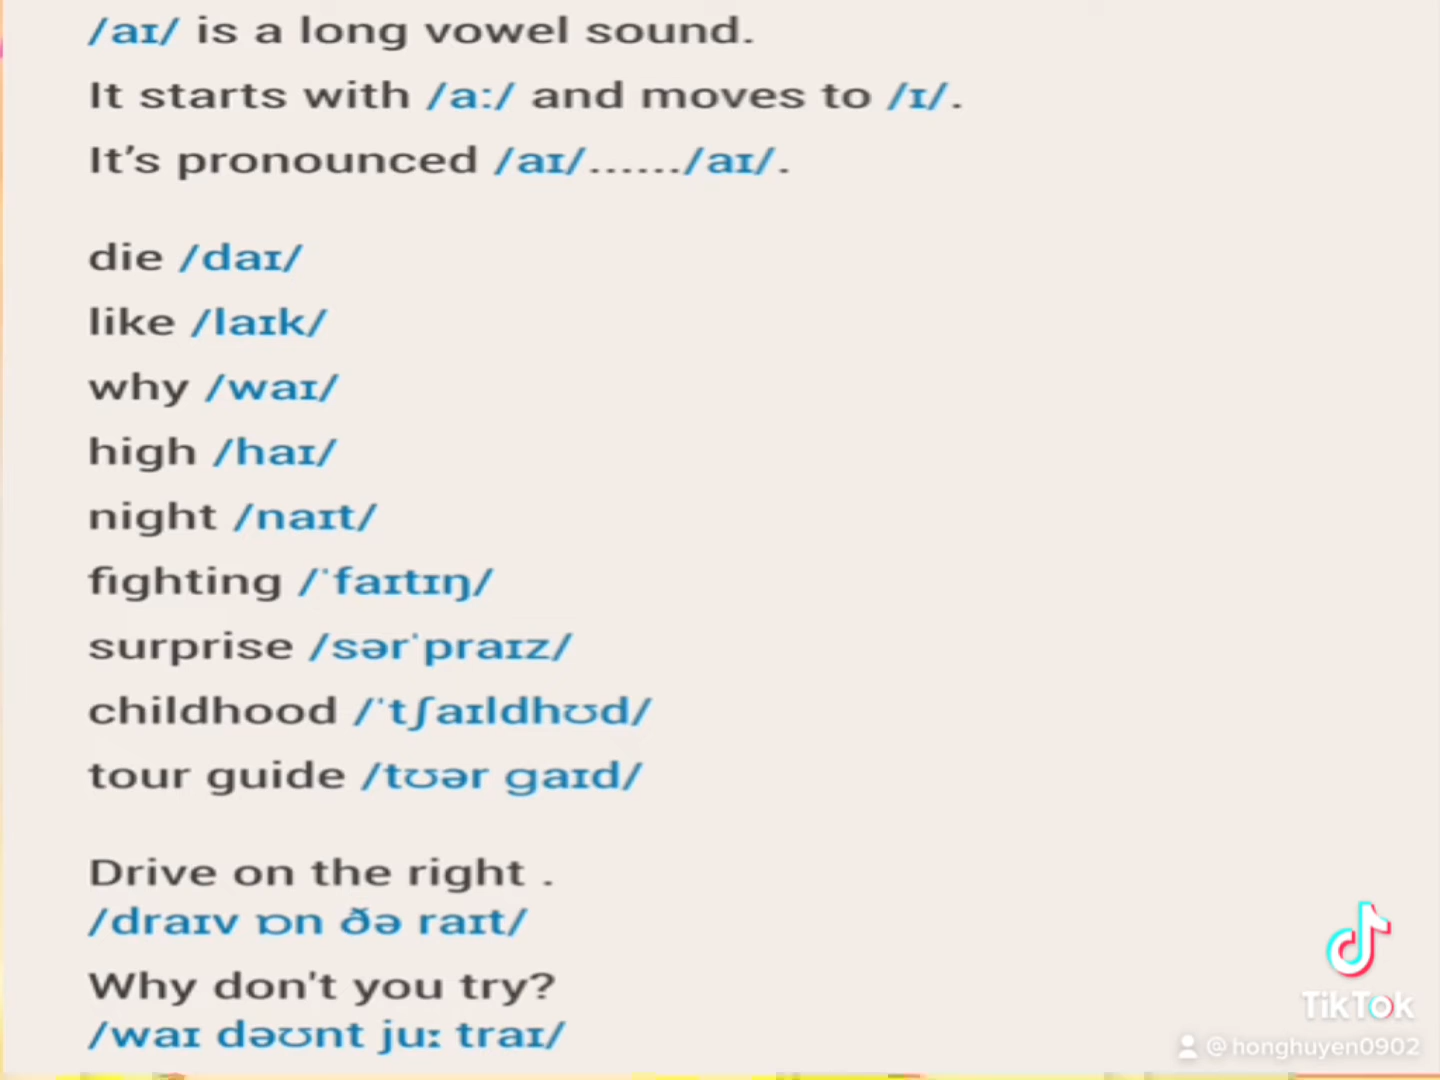 /aɪ/ is a long vowel sound.
It starts with /a:/ and moves to /ɪ/.
It’s pronounced /aɪ/....../aɪ/.
die /daɪ/
like /laɪk/
why /waɪ/
high /haɪ/
night /naɪt/
fighting /ˈfaɪtɪŋ/
surprise /sərˈpraɪz/
childhood /ˈtʃaɪldhʊd/
tour guide /tʊər ɡaɪd/
Drive on the right .
/draɪv ɒn ðə raɪt/
Why don't you try?
/waɪ dəʊnt juː traɪ/
TikTok
@honghuyen0902